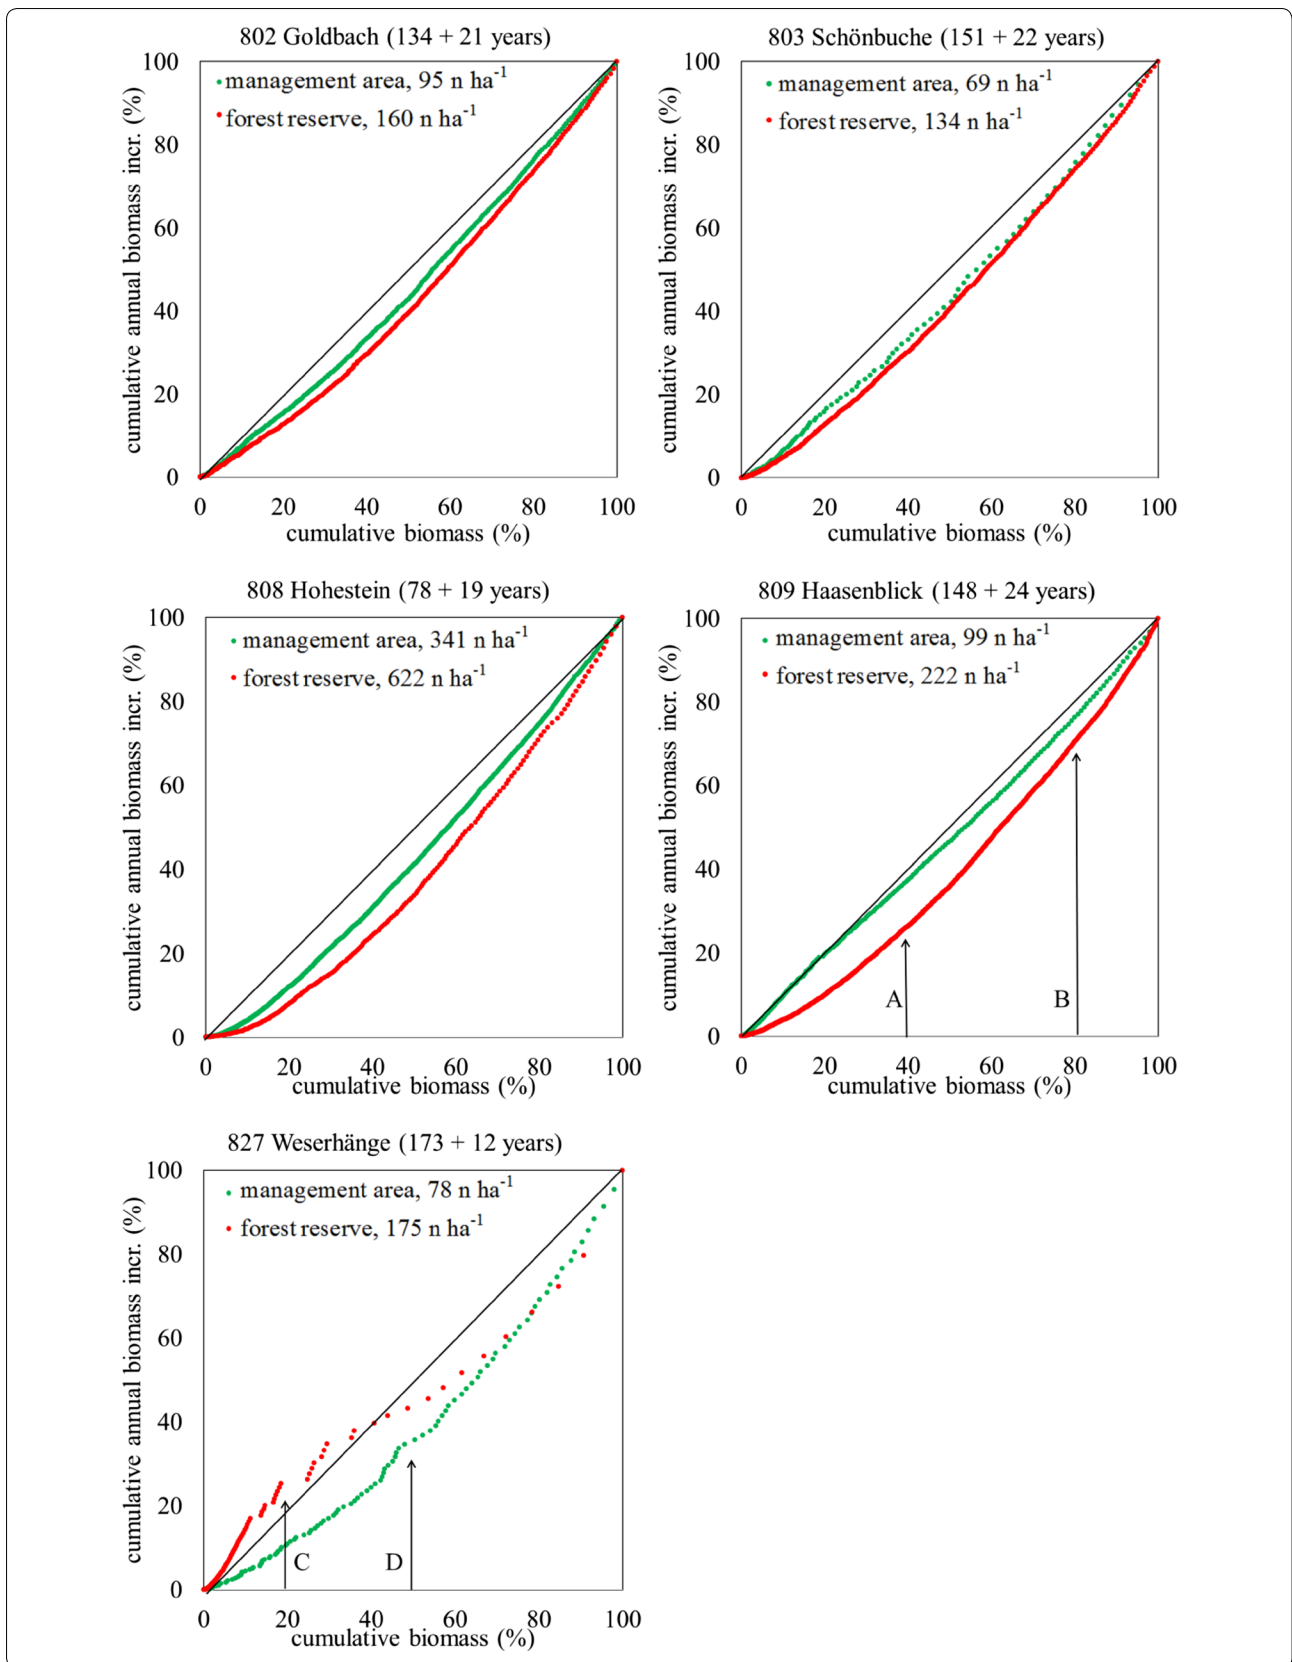 802 Goldbach (134 + 21 years)
cumulative annual biomass incr. (%)
100
80
60
40
20
0
management area, 95 n ha-1
forest reserve, 160 n ha-1
0 20 40 60 80 100
cumulative biomass (%)
803 Schönbuche (151 + 22 years)
cumulative annual biomass incr. (%)
100
80
60
40
20
0
management area, 69 n ha-1
forest reserve, 134 n ha-1
0 20 40 60 80 100
cumulative biomass (%)
808 Hohestein (78 + 19 years)
cumulative annual biomass incr. (%)
100
80
60
40
20
0
management area, 341 n ha-1
forest reserve, 622 n ha-1
0 20 40 60 80 100
cumulative biomass (%)
809 Haasenblick (148 + 24 years)
cumulative annual biomass incr. (%)
100
80
60
40
20
0
management area, 99 n ha-1
forest reserve, 222 n ha-1
A B
0 20 40 60 80 100
cumulative biomass (%)
827 Weserhänge (173 + 12 years)
cumulative annual biomass incr. (%)
100
80
60
40
20
0
management area, 78 n ha-1
forest reserve, 175 n ha-1
C D
0 20 40 60 80 100
cumulative biomass (%)